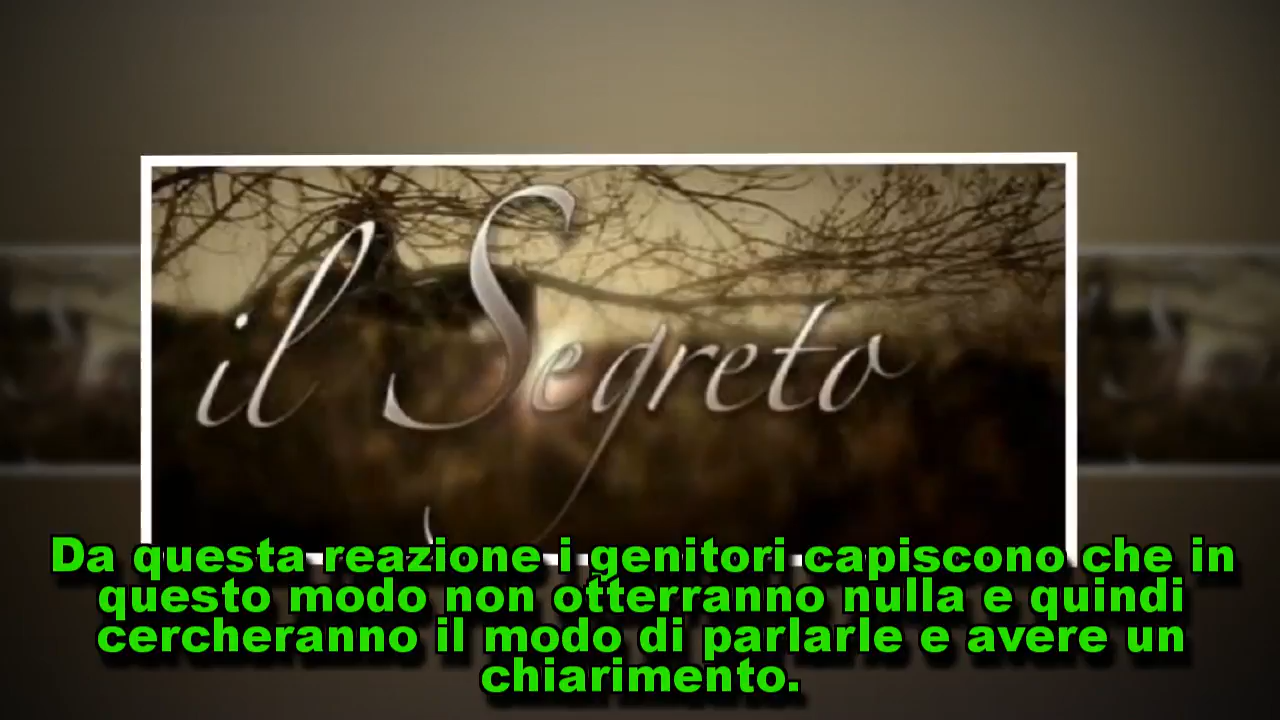 il Segreto
Da questa reazione i genitori capiscono che in
questo modo non otterranno nulla e quindi
cercheranno il modo di parlarle e avere un
chiarimento.